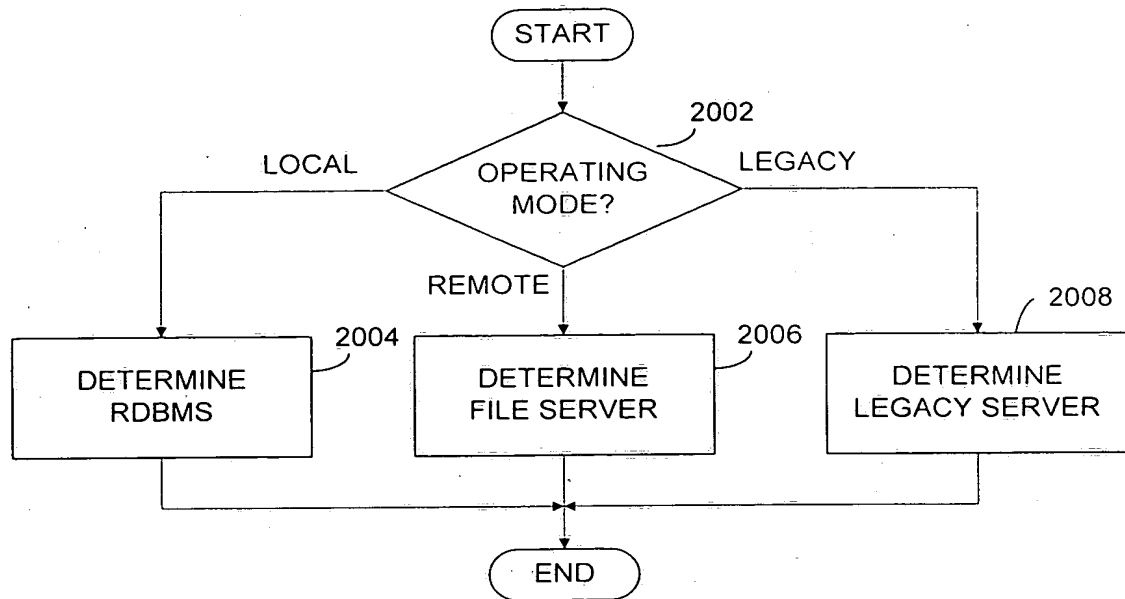 START
2002
LOCAL
OPERATING
MODE?
LEGACY
REMOTE
2004
2006
2008
DETERMINE
RDBMS
DETERMINE
FILE SERVER
DETERMINE
LEGACY SERVER
END